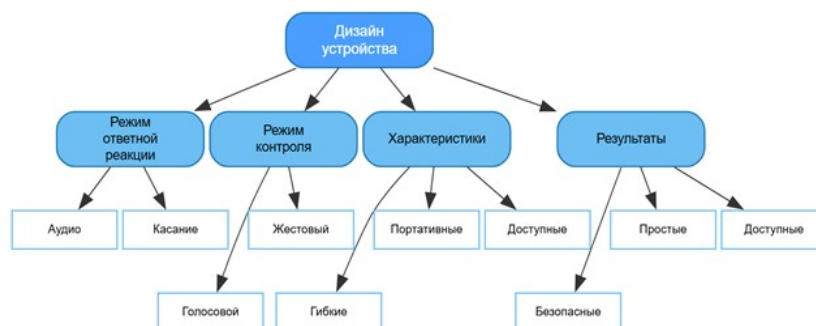 Дизайн
устройства
Режим
ответной
реакции
Режим
контроля
Характеристики
Результаты
Аудио
Касание
Жестовый
Портативные
Доступные
Простые
Доступные
Голосовой
Гибкие
Безопасные